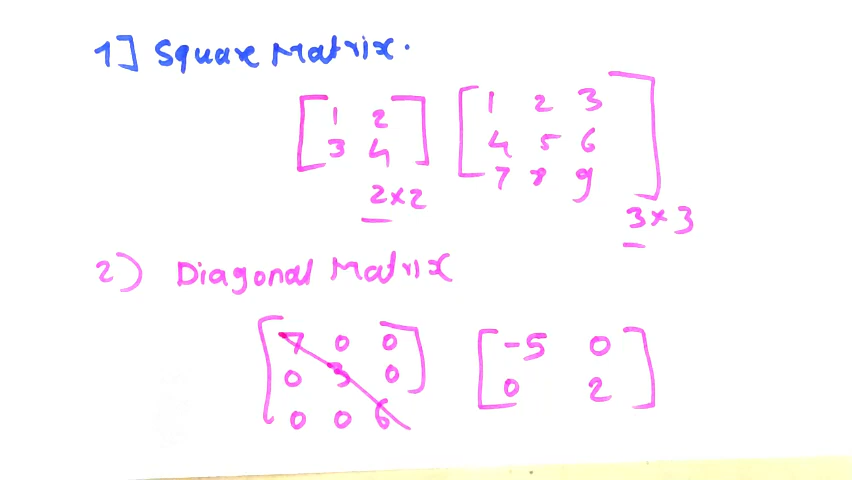 1] Square Matrix.
1 2 1 2 3
3 4 4 5 6
2×2 7 8 9
3×3
2) Diagonal Matrix
7 0 0 -5 0
0 3 0 0 2
0 0 6